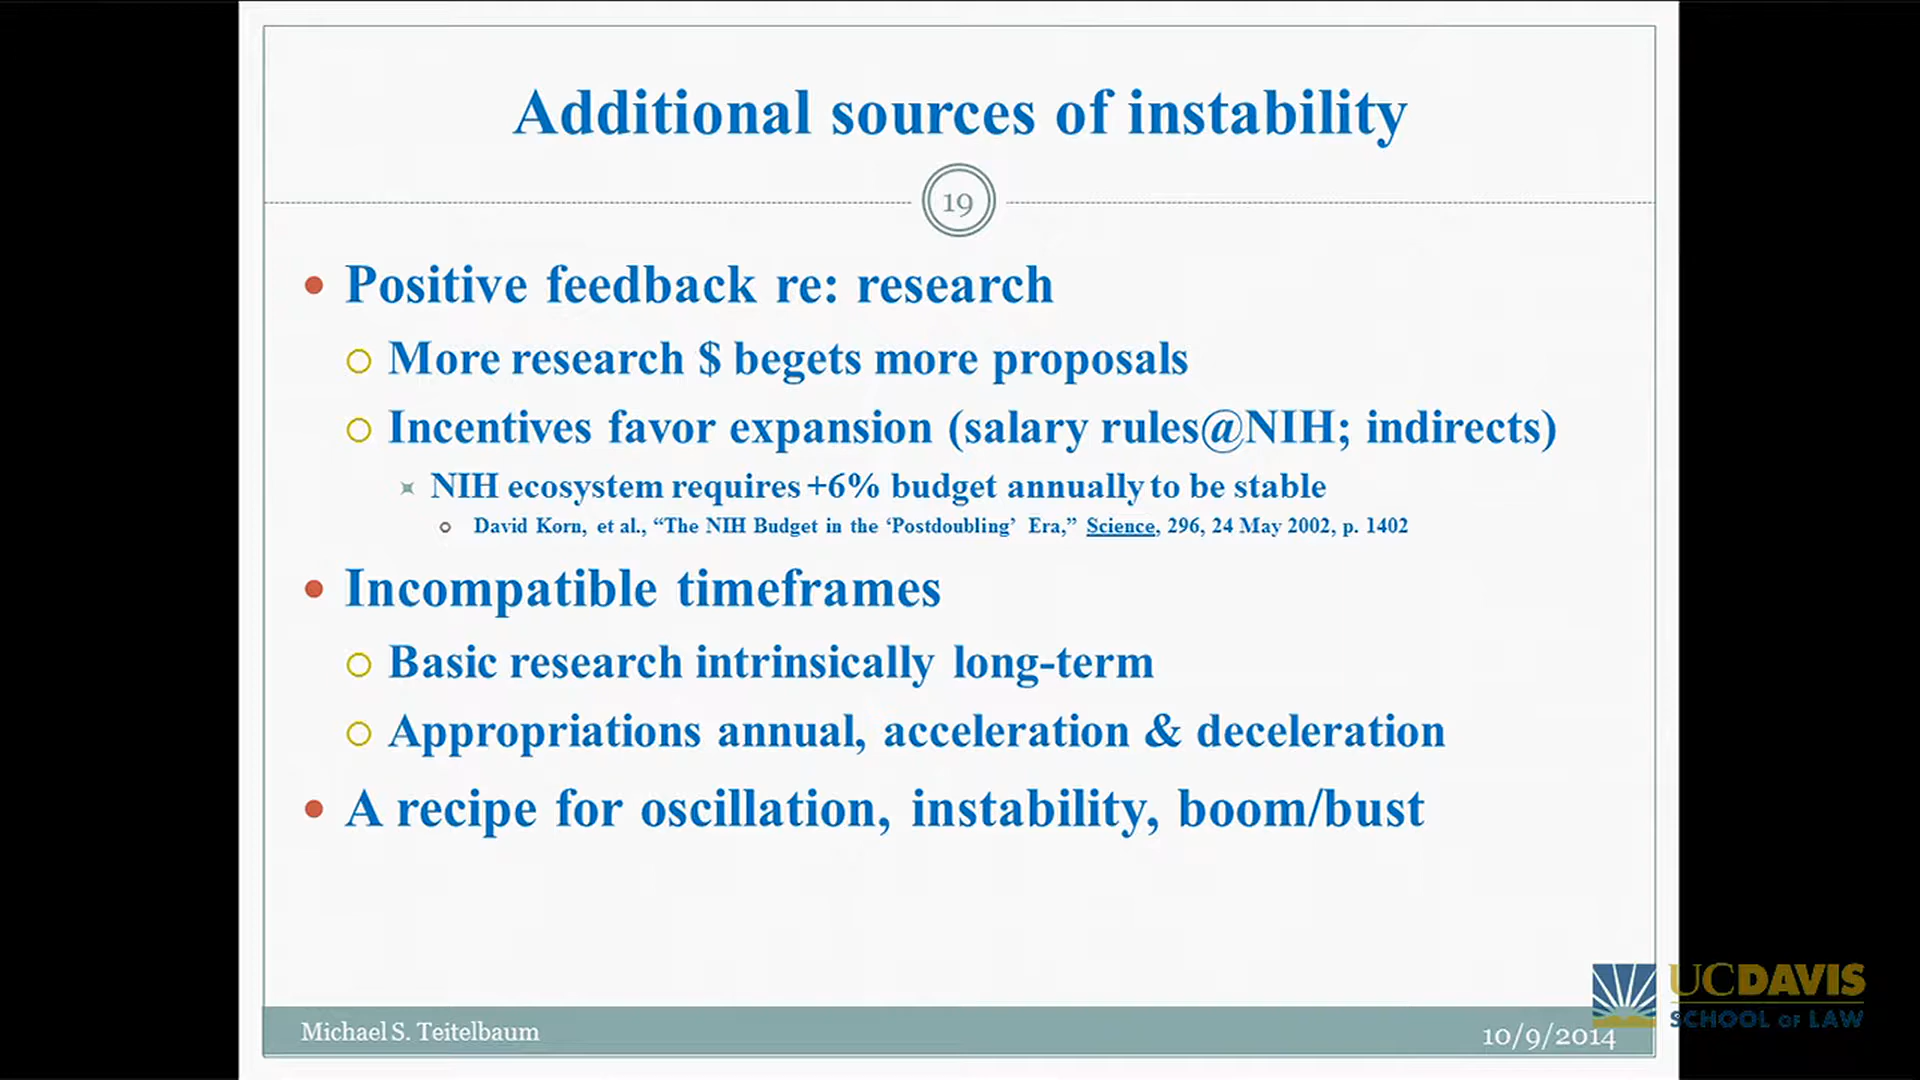 Additional sources of instability
19
Positive feedback re: research
More research $ begets more proposals
Incentives favor expansion (salary rules@NIH; indirects)
NIH ecosystem requires +6% budget annually to be stable
David Korn, et al., “The NIH Budget in the ‘Postdoubling’ Era,” Science, 296, 24 May 2002, p. 1402
Incompatible timeframes
Basic research intrinsically long-term
Appropriations annual, acceleration & deceleration
A recipe for oscillation, instability, boom/bust
UCDAVIS
SCHOOL OF LAW
Michael S. Teitelbaum
10/9/2014